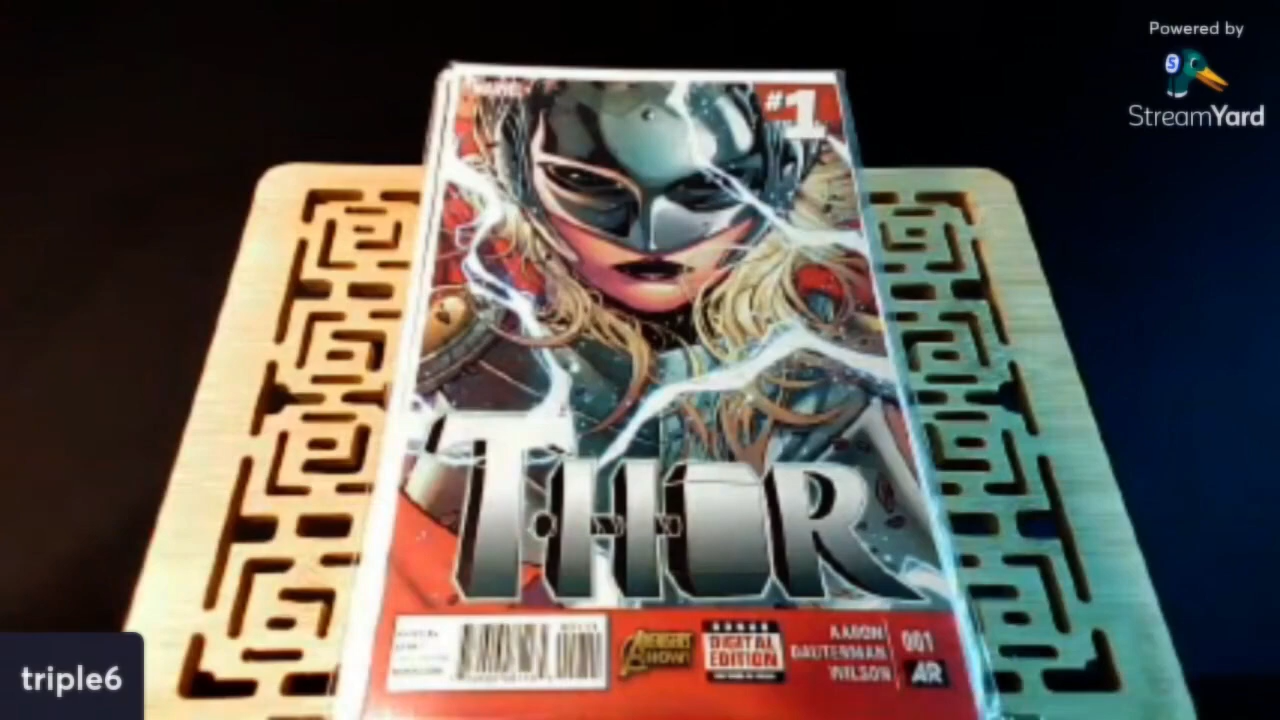 Powered by
StreamYard
MARVEL
#1
THOR
AVENGERS NOW!
DIGITAL EDITION
AARON
DAUTERMAN
WILSON
001
AR
triple6